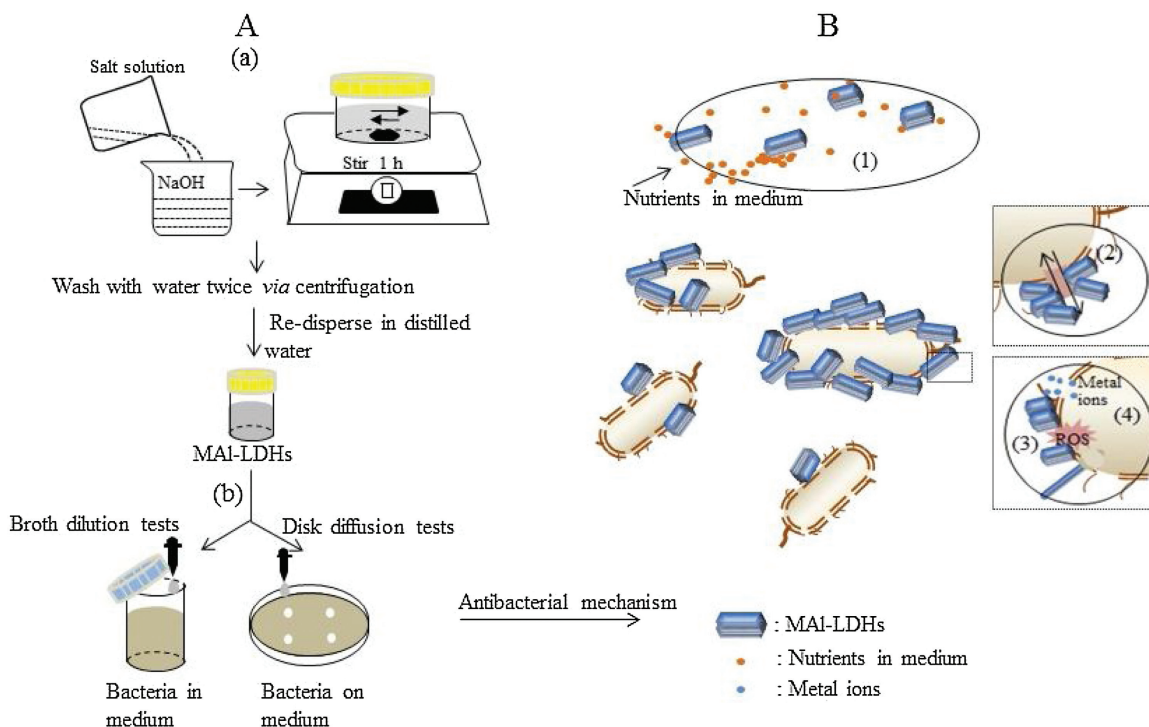 A
(a)
Salt solution
NaOH
Stir 1 h
Wash with water twice via centrifugation
Re-disperse in distilled
water
MAl-LDHs
(b)
Broth dilution tests
Disk diffusion tests
Bacteria in
medium
Bacteria on
medium
Antibacterial mechanism
B
(1)
Nutrients in medium
(2)
Metal
ions
(4)
(3)
ROS
: MAl-LDHs
: Nutrients in medium
: Metal ions